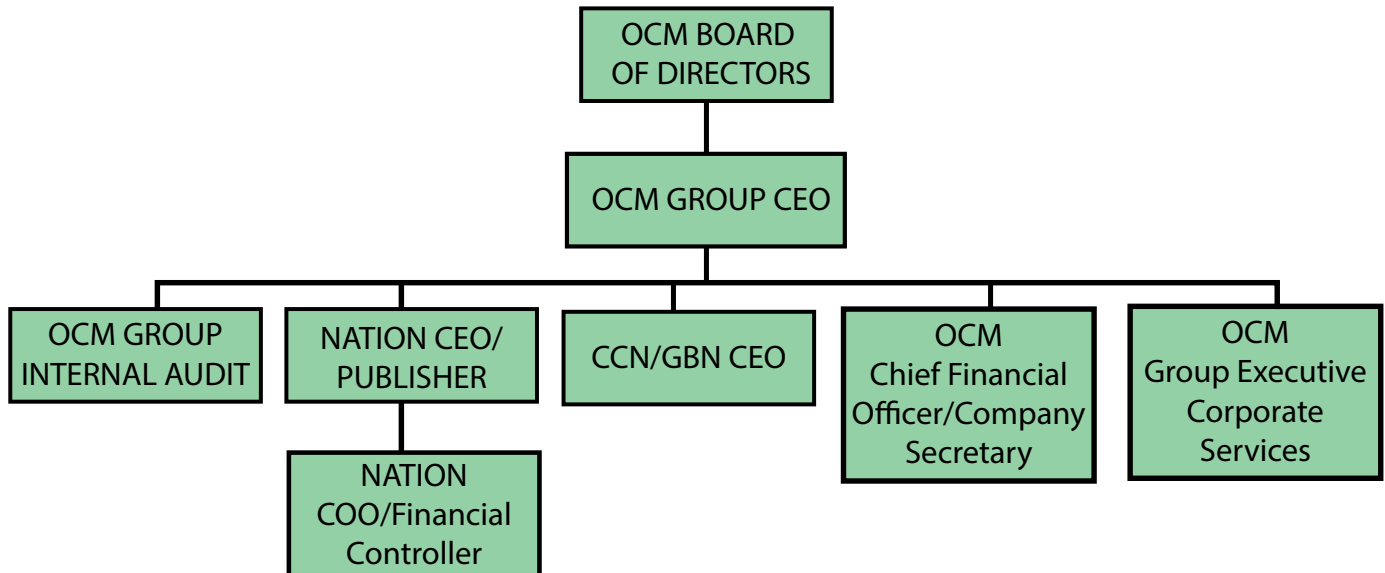 OCM BOARD
OF DIRECTORS
OCM GROUP CEO
OCM GROUP
INTERNAL AUDIT
NATION CEO/
PUBLISHER
CCN/GBN CEO
OCM
Chief Financial
Officer/Company
Secretary
OCM
Group Executive
Corporate
Services
NATION
COO/Financial
Controller